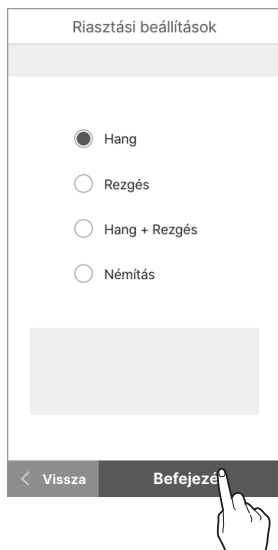 Riasztási beállítások
Hang
Rezgés
Hang + Rezgés
Némítás
Vissza